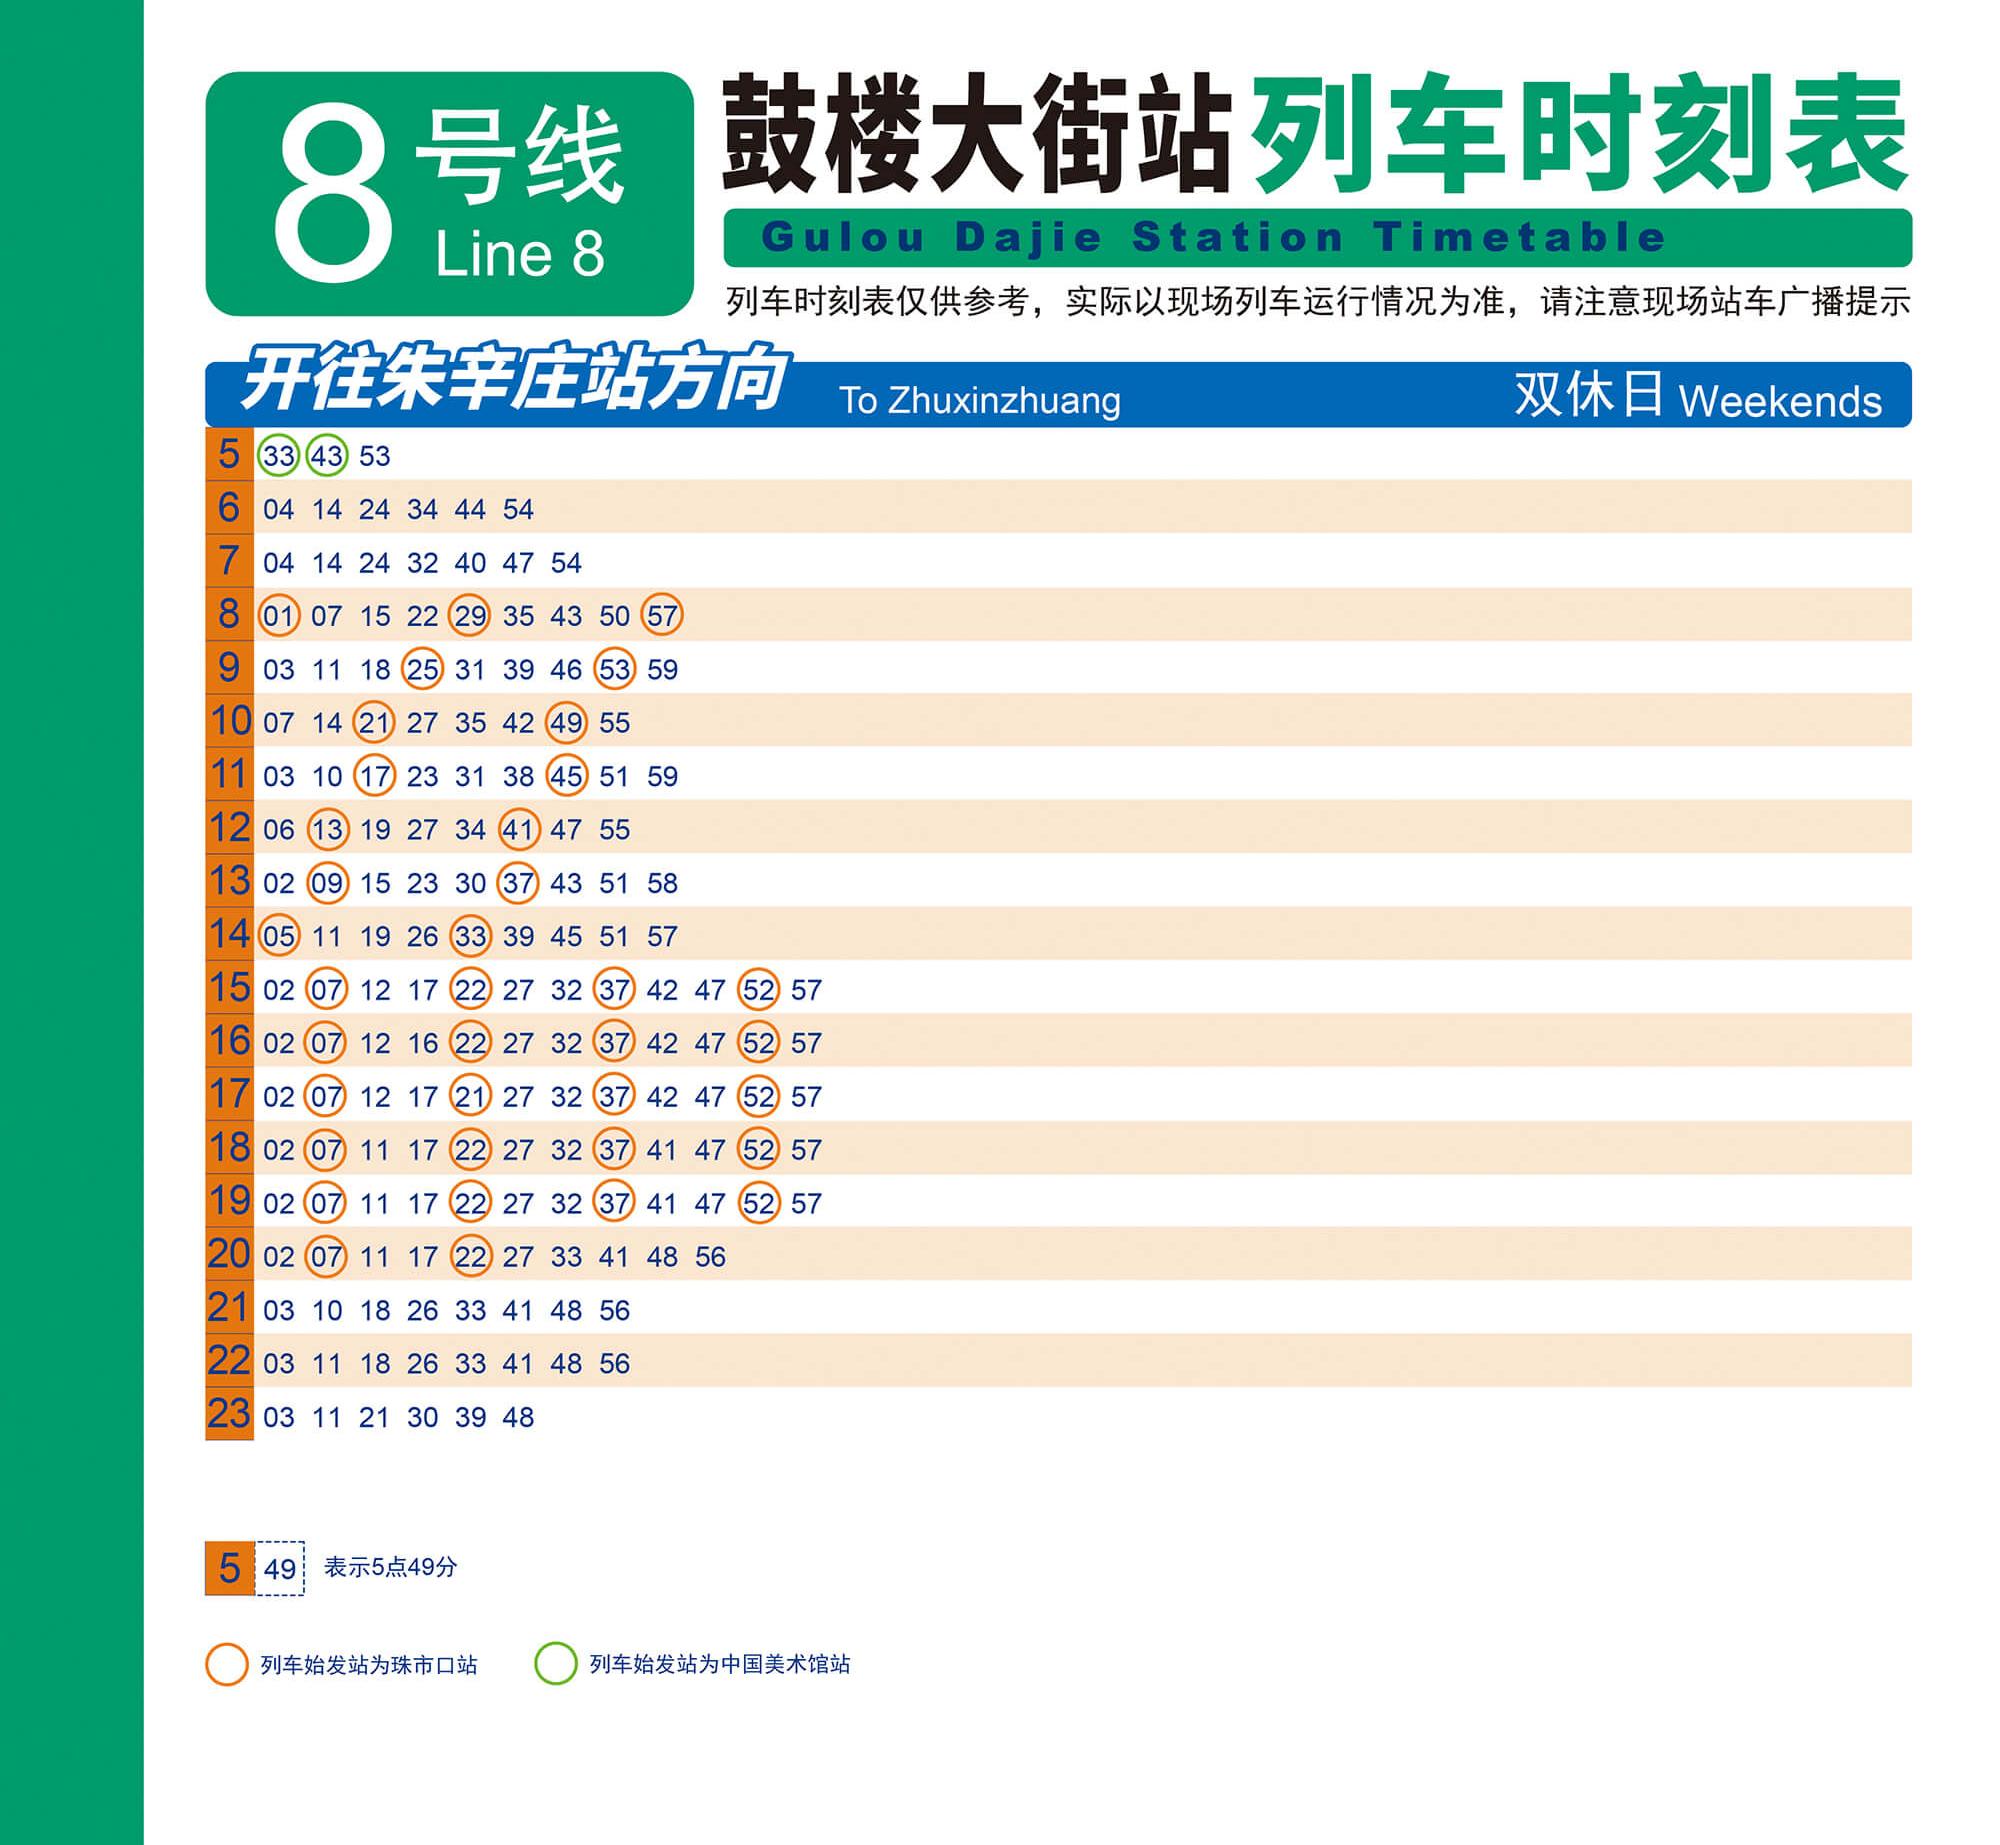 8号线
Line 8
鼓楼大街站列车时刻表
Gulou Dajie Station Timetable
列车时刻表仅供参考，实际以现场列车运行情况为准，请注意现场站车广播提示
开往朱辛庄站方向 To Zhuxinzhuang 双休日 Weekends
5 33 43 53
6 04 14 24 34 44 54
7 04 14 24 32 40 47 54
8 01 07 15 22 29 35 43 50 57
9 03 11 18 25 31 39 46 53 59
10 07 14 21 27 35 42 49 55
11 03 10 17 23 31 38 45 51 59
12 06 13 19 27 34 41 47 55
13 02 09 15 23 30 37 43 51 58
14 05 11 19 26 33 39 45 51 57
15 02 07 12 17 22 27 32 37 42 47 52 57
16 02 07 12 16 22 27 32 37 42 47 52 57
17 02 07 12 17 21 27 32 37 42 47 52 57
18 02 07 11 17 22 27 32 37 41 47 52 57
19 02 07 11 17 22 27 32 37 41 47 52 57
20 02 07 11 17 22 27 33 41 48 56
21 03 10 18 26 33 41 48 56
22 03 11 18 26 33 41 48 56
23 03 11 21 30 39 48
5 49 表示5点49分
列车始发站为珠市口站 列车始发站为中国美术馆站